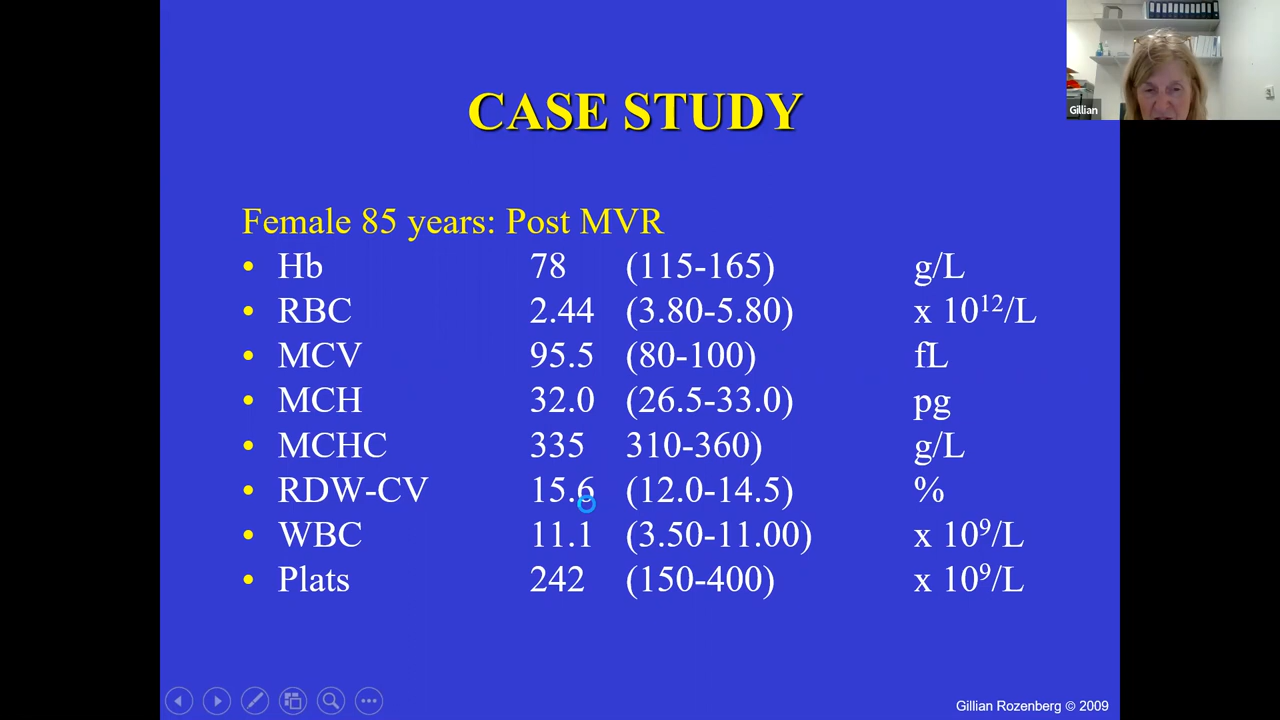 Gillian
CASE STUDY
Female 85 years: Post MVR
• Hb 78 (115-165) g/L
• RBC 2.44 (3.80-5.80) x 10¹²/L
• MCV 95.5 (80-100) fL
• MCH 32.0 (26.5-33.0) pg
• MCHC 335 310-360) g/L
• RDW-CV 15.6 (12.0-14.5) %
• WBC 11.1 (3.50-11.00) x 10⁹/L
• Plats 242 (150-400) x 10⁹/L
Gillian Rozenberg © 2009